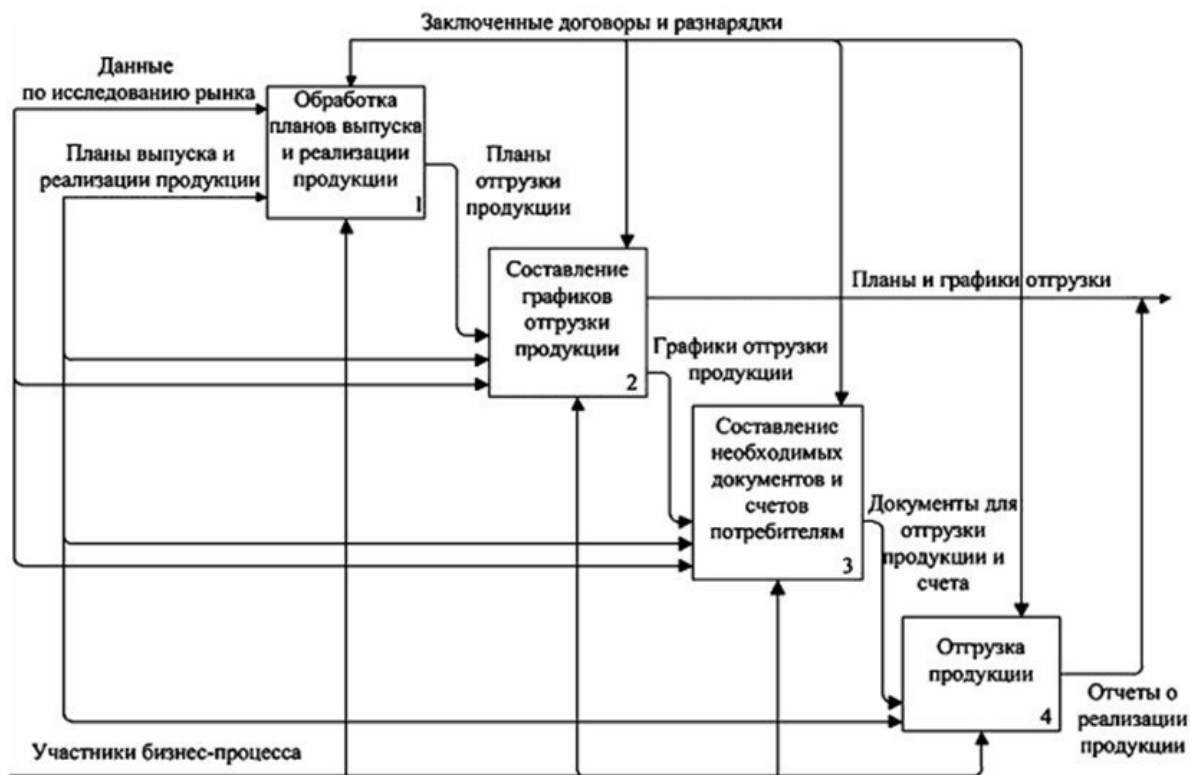 Заключенные договоры и разнарядки
Данные
по исследованию рынка
Обработка
планов выпуска
и реализации
продукции
1
Планы выпуска и
реализации продукции
Планы
отгрузки
продукции
Составление
графиков
отгрузки
продукции
2
Планы и графики отгрузки
Графики отгрузки
продукции
Составление
необходимых
документов и
счетов
потребителям
3
Документы для
отгрузки
продукции и
счета
Отгрузка
продукции
4
Отчеты о
реализации
продукции
Участники бизнес-процесса